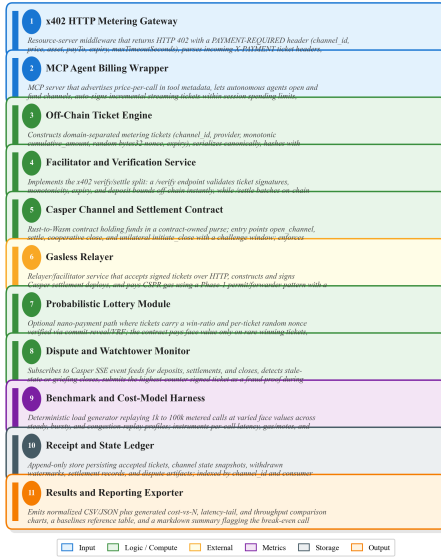 1 x402 HTTP Metering Gateway
Resource-server middleware that returns HTTP 402 with a PAYMENT-REQUIRED header (channel_id,
price, asset, payTo, expiry, maxTimeoutSeconds), parses incoming X-PAYMENT ticket headers,
2 MCP Agent Billing Wrapper
MCP server that advertises price-per-call in tool metadata, lets autonomous agents open and
fund channels, auto-signs incremental tickets within session spending limits,
3 Off-Chain Ticket Engine
Constructs domain-separated metering tickets (channel_id, provider, monotonic
cumulative_amount, random bytes32 nonce, expiry), serializes canonically, hashes with
4 Facilitator and Verification Service
Implements the x402 verify/settle split: a /verify endpoint validates ticket signatures,
monotonicity, expiry, and deposit bounds off-chain instantly, while /settle batches on-chain
5 Casper Channel and Settlement Contract
Rust-to-Wasm contract holding funds in a contract-owned purse; entry points open_channel,
settle, cooperative close, and unilateral initiate_close with a challenge window; enforces
6 Gasless Relayer
Relayer/facilitator service that accepts signed tickets over HTTP, constructs and signs
Casper settlement deploys, and pays CSPR gas using a Phase-1 permit/forwarder pattern with a
7 Probabilistic Lottery Module
Optional nano-payment path where tickets carry a win-ratio and per-ticket random nonce
verified via commit-reveal/VRF; the contract pays face value only on rare winning tickets,
8 Dispute and Watchtower Monitor
Subscribes to Casper SSE event feeds for deposits, settlements, and closes, detects stale-
state or griefing closes, submits the highest counter-signed ticket as a fraud proof during
9 Benchmark and Cost-Model Harness
Deterministic load generator replaying 1k to 100k metered calls at varied face values across
steady, bursty, and congestion-replay profiles; instruments per-call latency, gas/motes, and
10 Receipt and State Ledger
Append-only store persisting accepted tickets, channel state snapshots, withdrawn
watermarks, settlement records, and dispute artifacts; indexed by channel_id and consumer
11 Results and Reporting Exporter
Emits normalized CSV/JSON plus generated cost-vs-N, latency-tail, and throughput comparison
charts, a baselines reference table, and a markdown summary flagging the break-even call
Input Logic / Compute External Metrics Storage Output